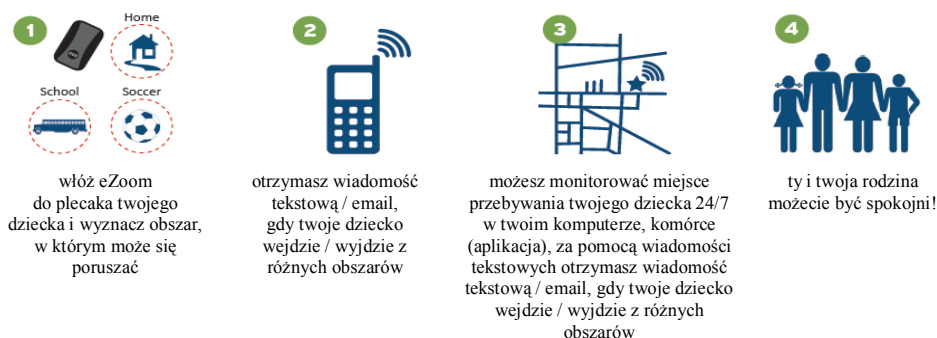 1
Home
School
Soccer
włóż eZoom
do plecaka twojego
dziecka i wyznacz obszar,
w którym może się
poruszać
2
otrzymasz wiadomość
tekstową / email,
gdy twoje dziecko
wejdzie / wyjdzie z
różnych obszarów
3
możesz monitorować miejsce
przebywania twojego dziecka 24/7
w twoim komputerze, komórce
(aplikacja), za pomocą wiadomości
tekstowych otrzymasz wiadomość
tekstową / email, gdy twoje dziecko
wejdzie / wyjdzie z różnych
obszarów
4
ty i twoja rodzina
możecie być spokojni!